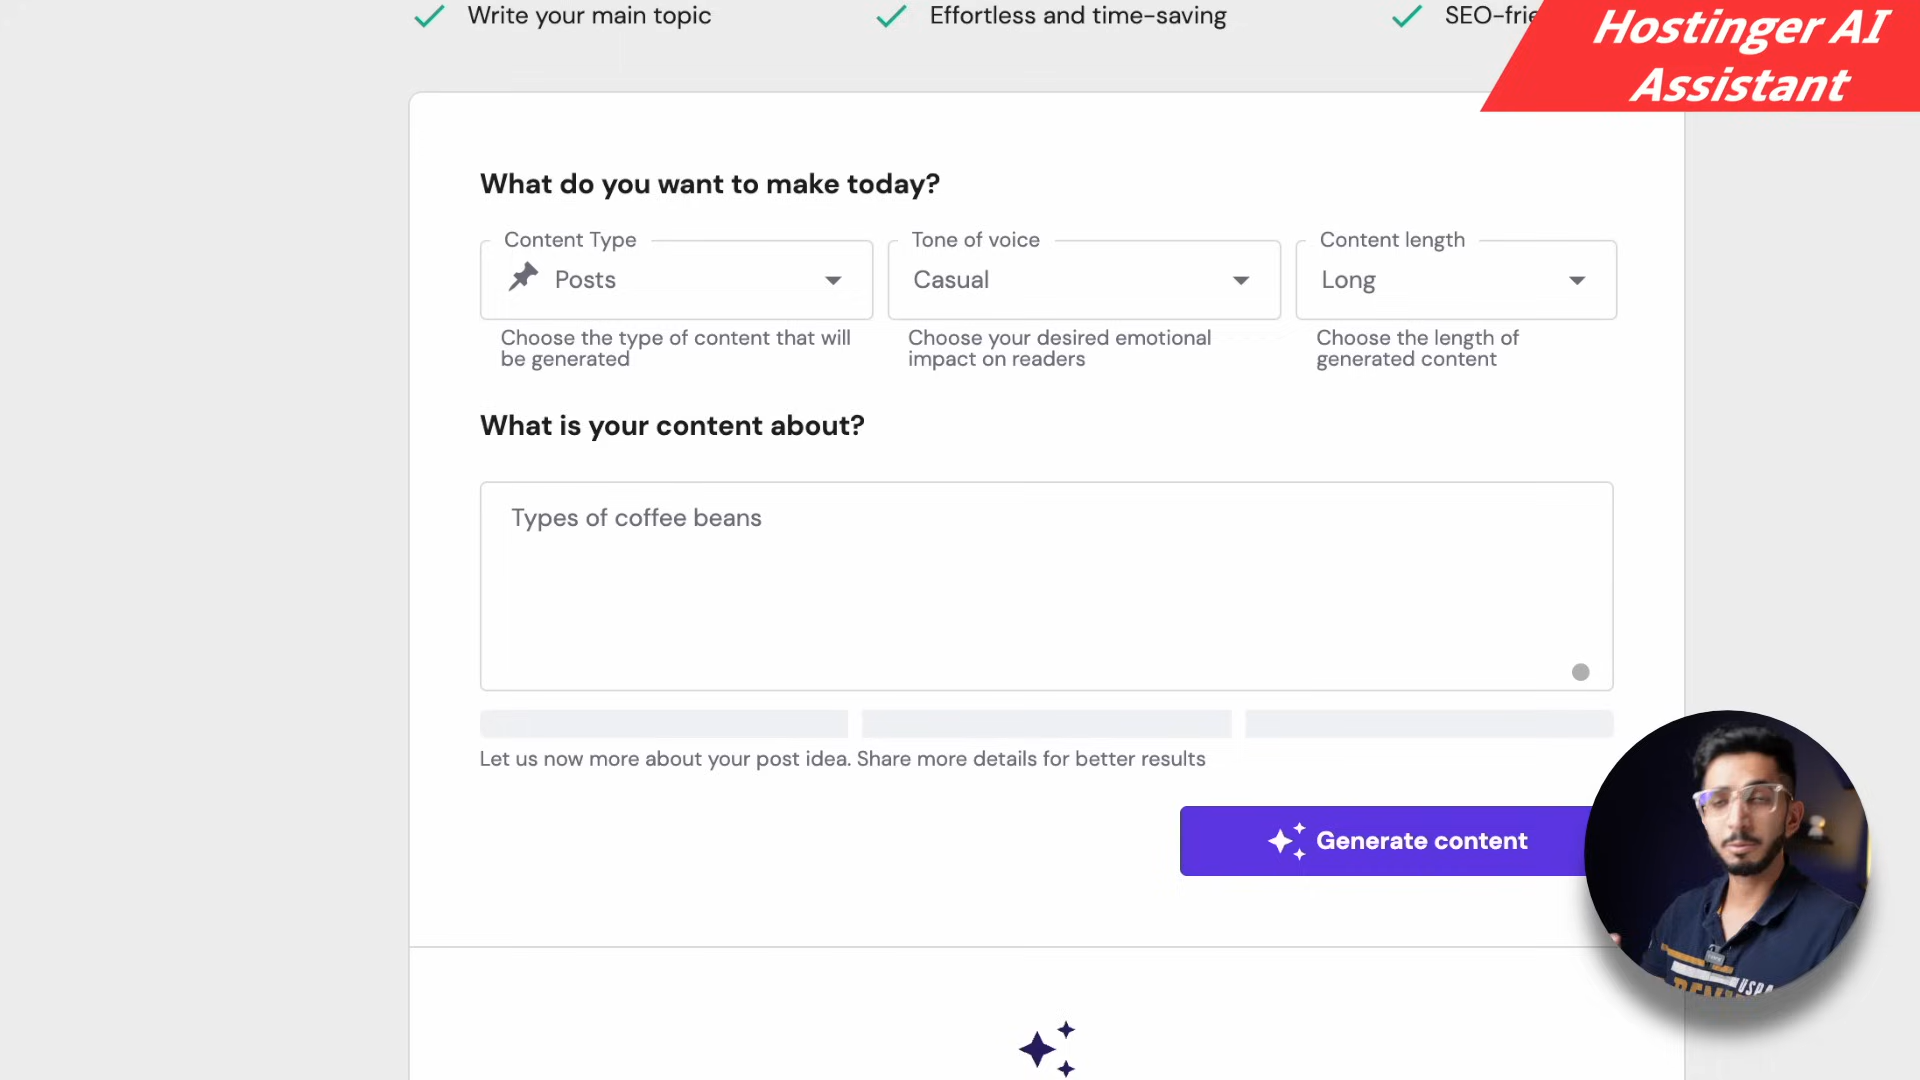 Write your main topic
Effortless and time-saving
SEO-frie
Hostinger AI
Assistant
What do you want to make today?
Content Type
Posts
Choose the type of content that will
be generated
Tone of voice
Casual
Choose your desired emotional
impact on readers
Content length
Long
Choose the length of
generated content
What is your content about?
Types of coffee beans
Let us now more about your post idea. Share more details for better results
Generate content
USPA